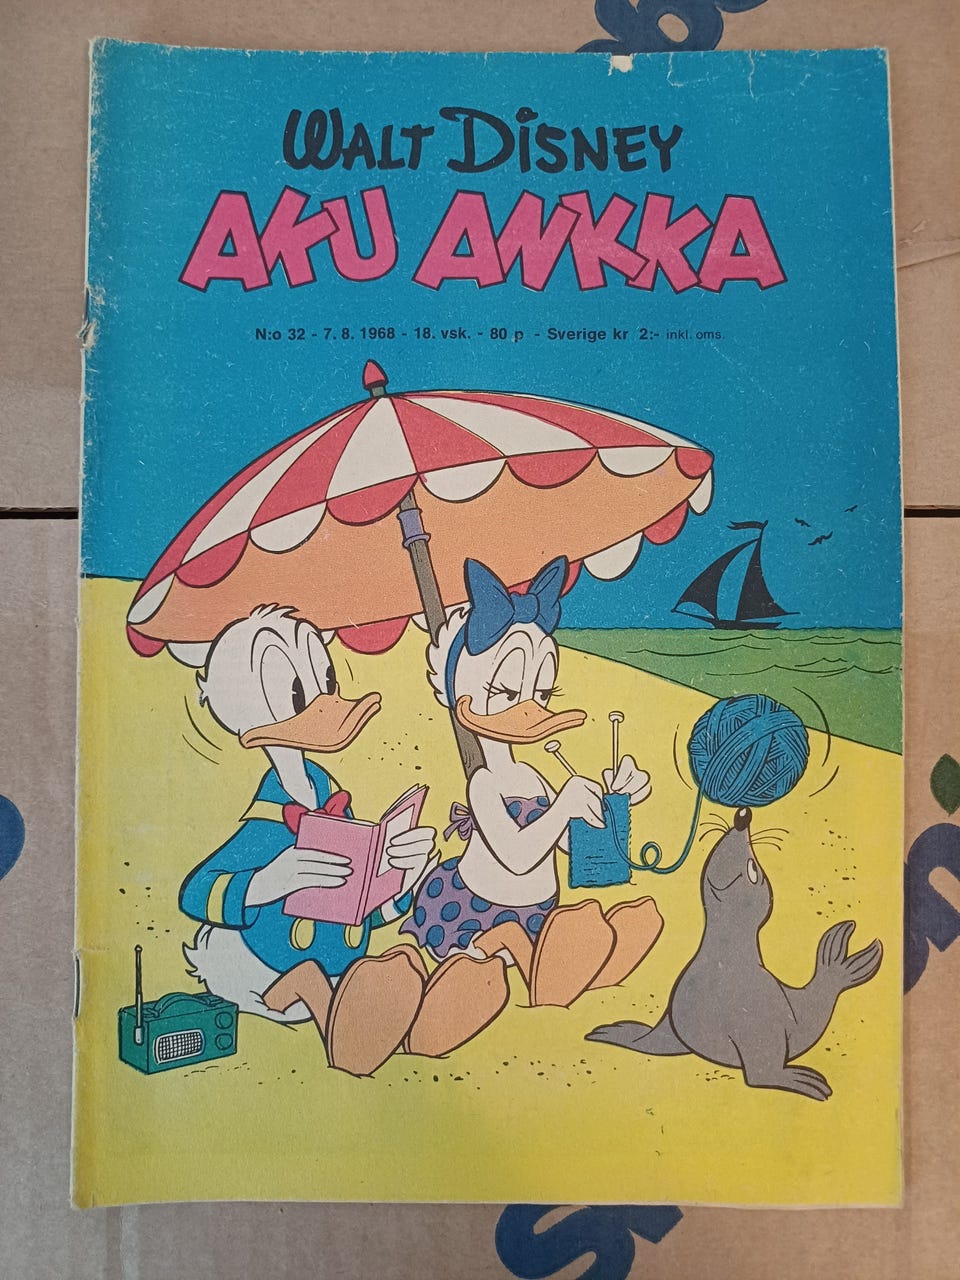 WALT DISNEY
AKU ANKKA
N:o 32 - 7. 8. 1968 - 18. vsk. - 80 p - Sverige kr 2:- inkl. oms.